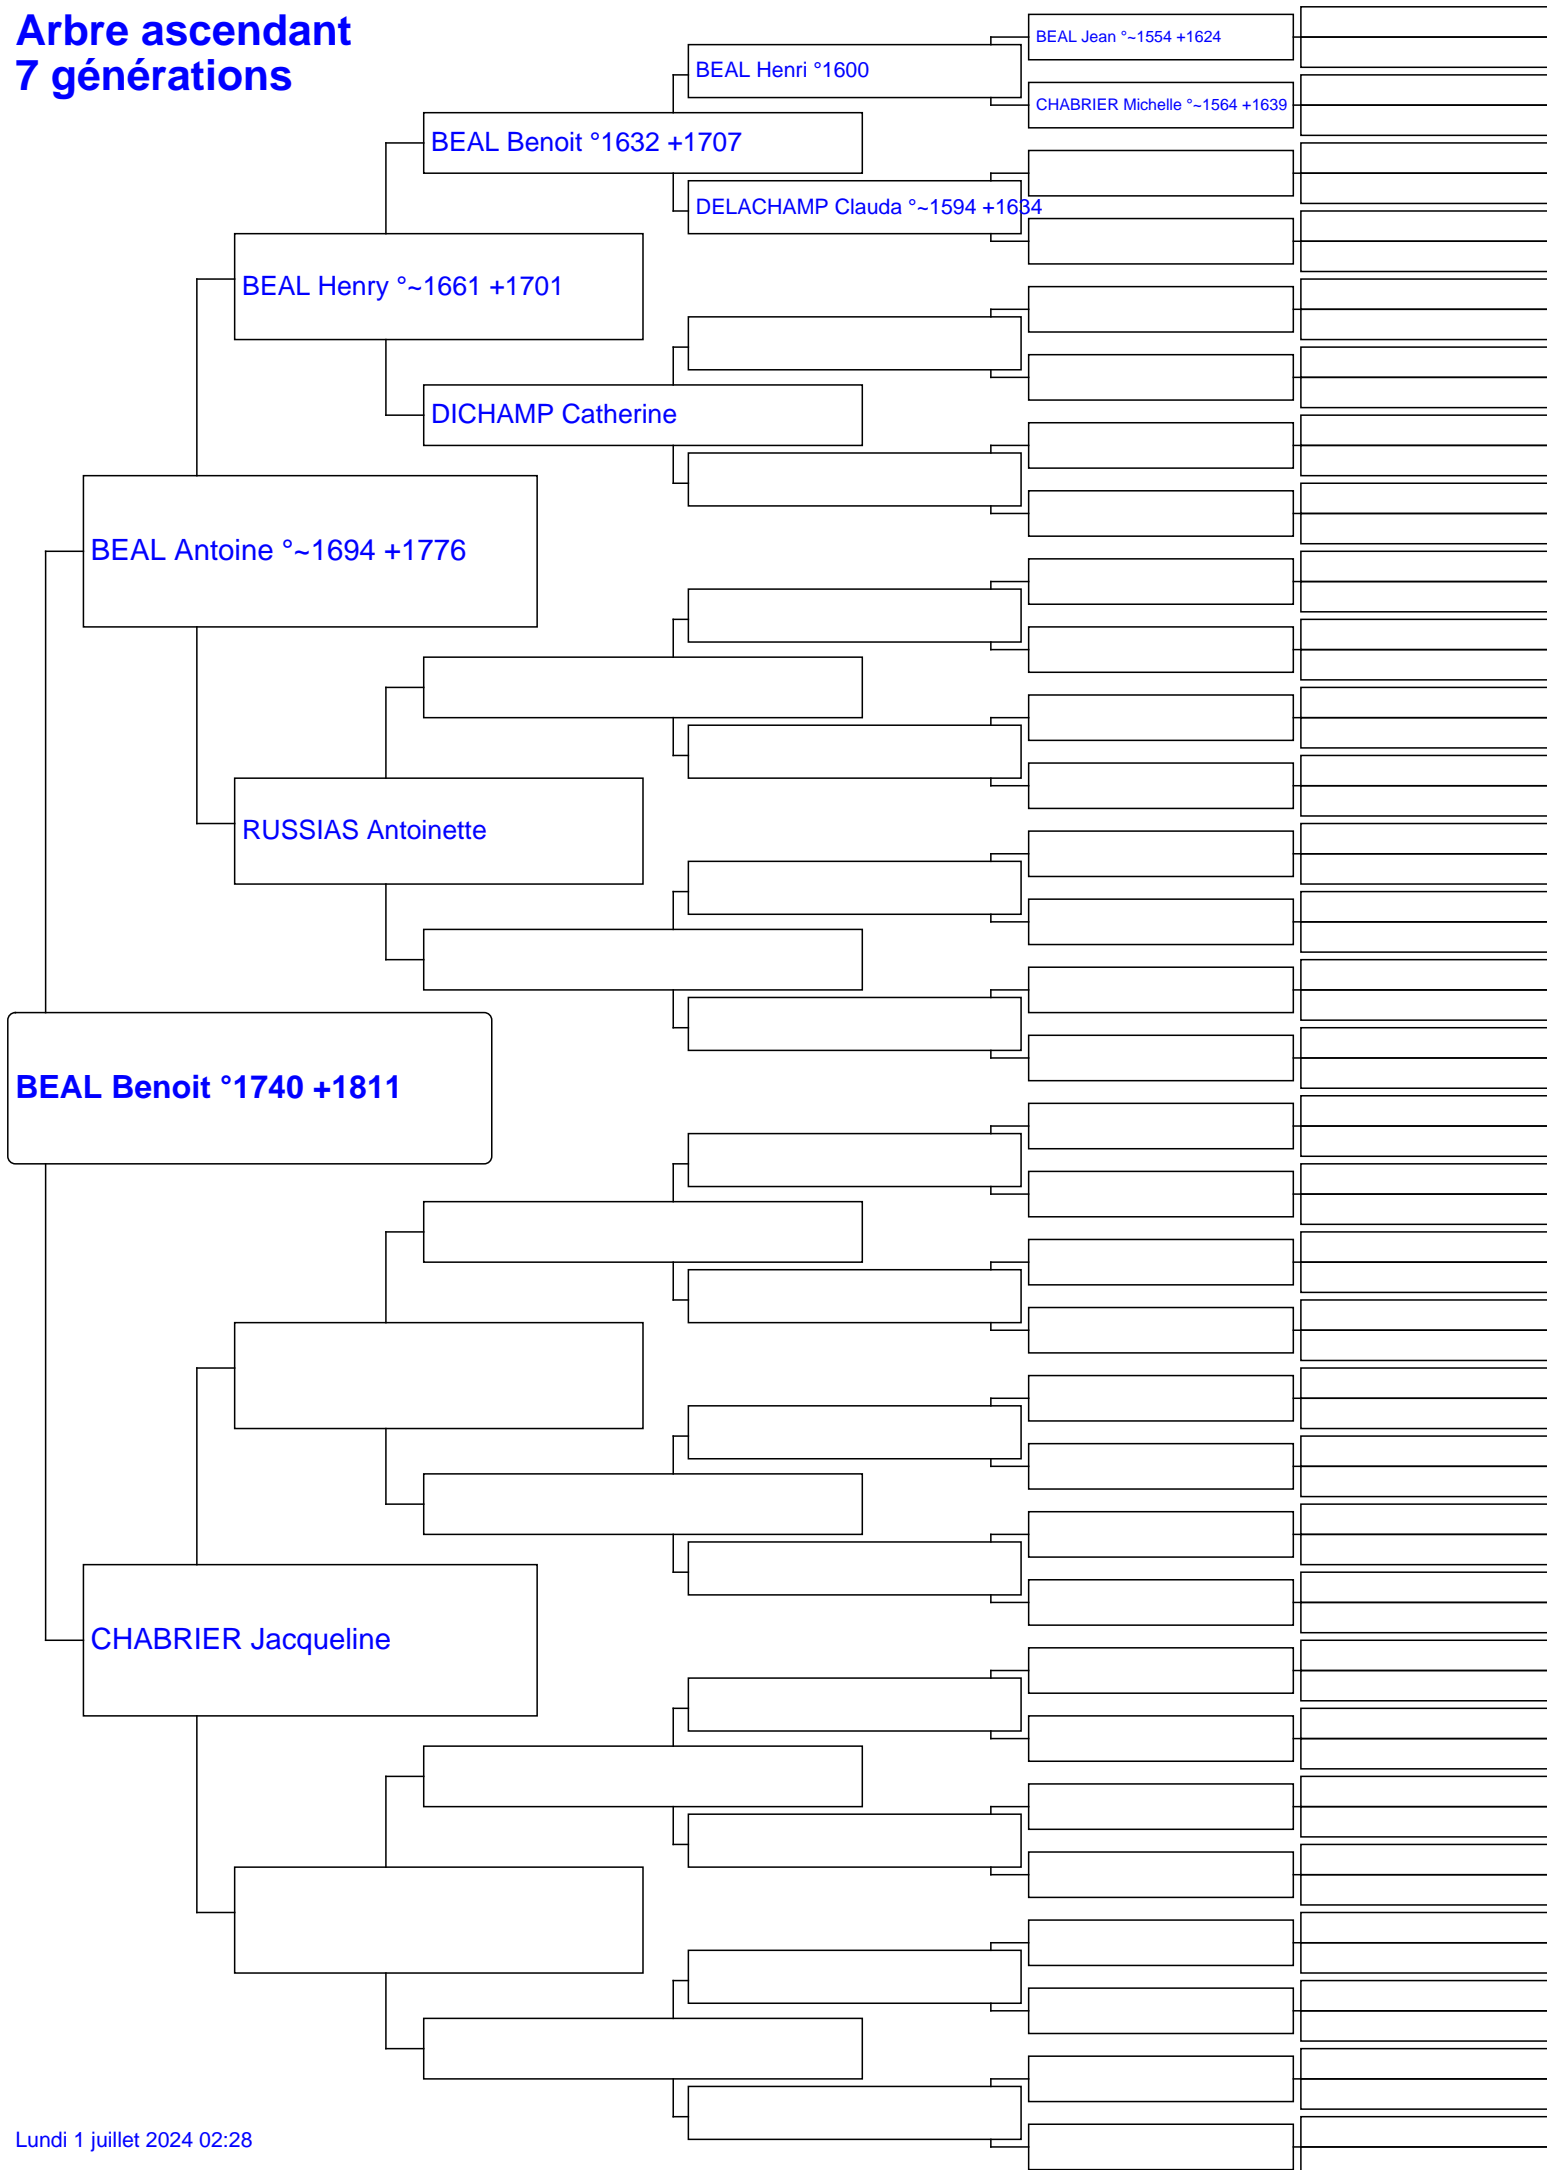 Arbre ascendant
7 générations
BEAL Jean °~1554 +1624
BEAL Henri °1600
CHABRIER Michelle °~1564 +1639
BEAL Benoit °1632 +1707
DELACHAMP Clauda °~1594 +1634
BEAL Henry °~1661 +1701
DICHAMP Catherine
BEAL Antoine °~1694 +1776
RUSSIAS Antoinette
BEAL Benoit °1740 +1811
CHABRIER Jacqueline
Lundi 1 juillet 2024 02:28